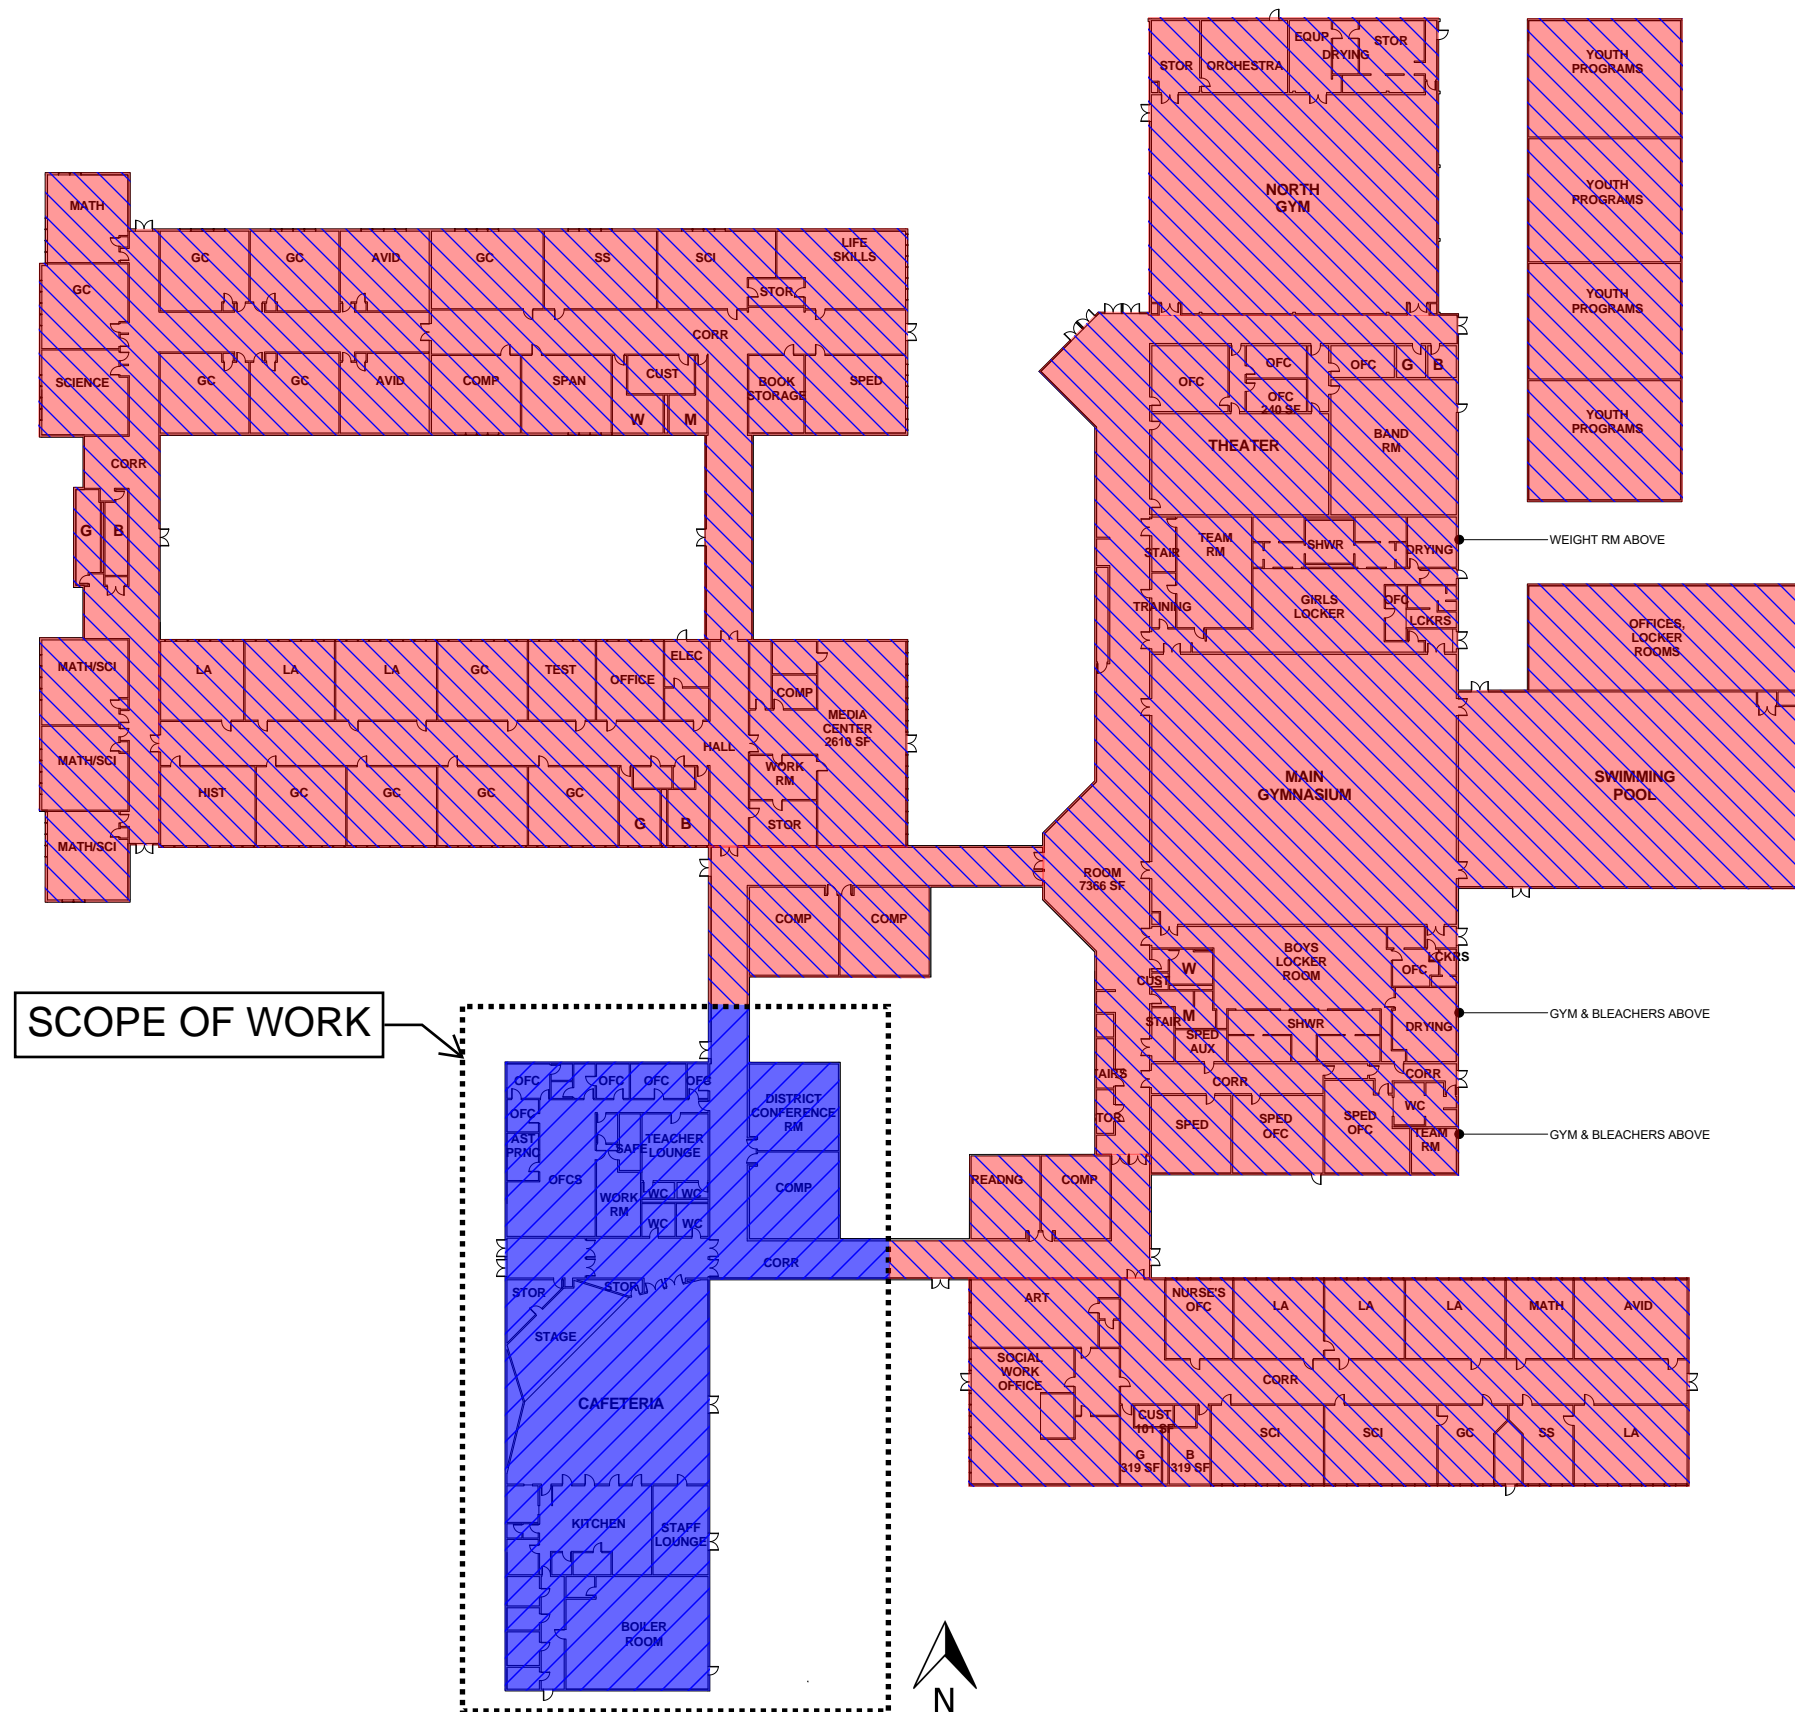 EQUP
STOR
DRYING
STOR
ORCHESTRA
YOUTH
PROGRAMS
NORTH
GYM
YOUTH
PROGRAMS
YOUTH
PROGRAMS
YOUTH
PROGRAMS
MATH
GC
GC
GC
AVID
GC
SS
SCI
LIFE
SKILLS
STOR
CORR
SCIENCE
GC
GC
AVID
COMP
SPAN
CUST
W
M
BOOK
STORAGE
SPED
CORR
G
B
OFC
OFC
OFC
240 SF
OFC
G
B
THEATER
BAND
RM
STAIR
TEAM
RM
SHWR
DRYING
WEIGHT RM ABOVE
TRAINING
GIRLS
LOCKER
OFC
LCKRS
OFFICES,
LOCKER
ROOMS
MATH/SCI
LA
LA
LA
GC
TEST
OFFICE
ELEC
COMP
MEDIA
CENTER
2610 SF
HALL
MATH/SCI
HIST
GC
GC
GC
GC
G
B
WORK
RM
STOR
MATH/SCI
MAIN
GYMNASIUM
SWIMMING
POOL
ROOM
7366 SF
COMP
COMP
BOYS
LOCKER
ROOM
LCKRS
OFC
W
CUST
M
STAIR
SPED
AUX
SHWR
DRYING
GYM & BLEACHERS ABOVE
SCOPE OF WORK
CORR
CORR
WC
SPED
SPED
OFC
SPED
OFC
TEAM
RM
GYM & BLEACHERS ABOVE
OFC
OFC
OFC
OFC
OFC
AST
PRNC
SAFE
TEACHER
LOUNGE
DISTRICT
CONFERENCE
RM
OFCS
WORK
RM
WC
WC
WC
WC
COMP
READNG
COMP
CORR
STOR
STOR
STAGE
CAFETERIA
KITCHEN
STAFF
LOUNGE
BOILER
ROOM
ART
NURSE'S
OFC
LA
LA
LA
MATH
AVID
SOCIAL
WORK
OFFICE
CORR
CUST
101 SF
G
319 SF
B
319 SF
SCI
SCI
GC
SS
LA
N